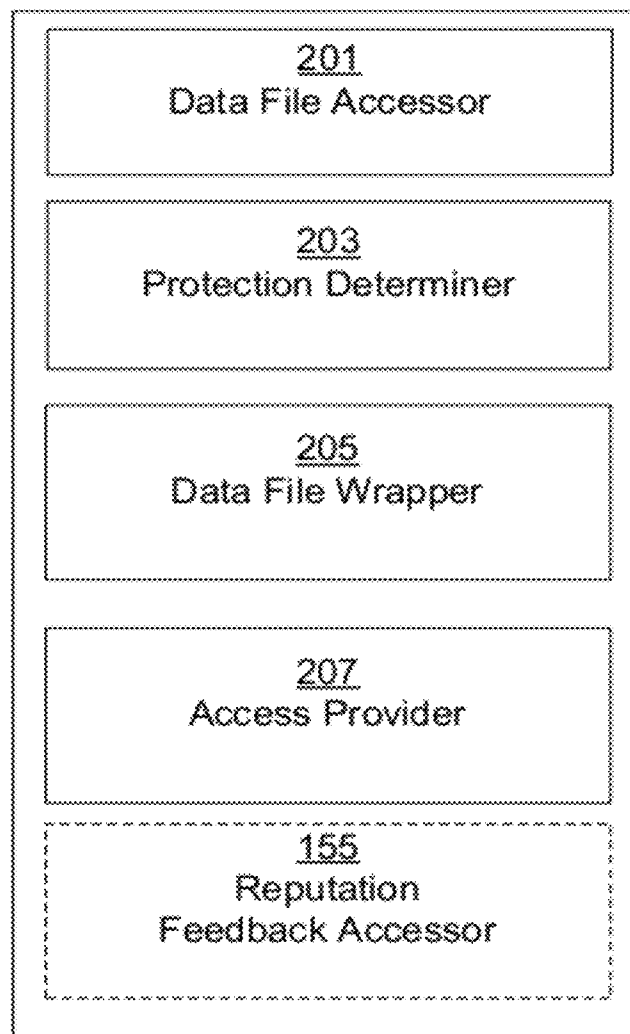 201
Data File Accessor
203
Protection Determiner
205
Data File Wrapper
207
Access Provider
155
Reputation
Feedback Accessor